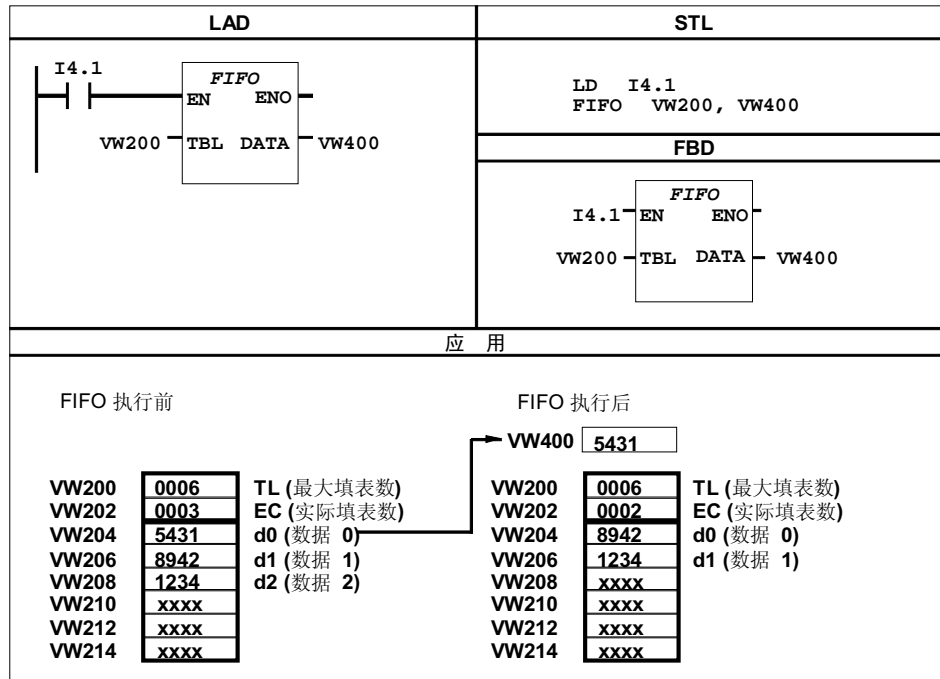 LAD
I4.1
FIFO
EN ENO
VW200 TBL DATA VW400
STL
LD I4.1
FIFO VW200, VW400
FBD
FIFO
I4.1 EN ENO
VW200 TBL DATA VW400
应 用
FIFO 执行前
VW200 0006 TL (最大填表数)
VW202 0003 EC (实际填表数)
VW204 5431 d0 (数据 0)
VW206 8942 d1 (数据 1)
VW208 1234 d2 (数据 2)
VW210 xxxx
VW212 xxxx
VW214 xxxx
FIFO 执行后
VW400 5431
VW200 0006 TL (最大填表数)
VW202 0002 EC (实际填表数)
VW204 8942 d0 (数据 0)
VW206 1234 d1 (数据 1)
VW208 xxxx
VW210 xxxx
VW212 xxxx
VW214 xxxx